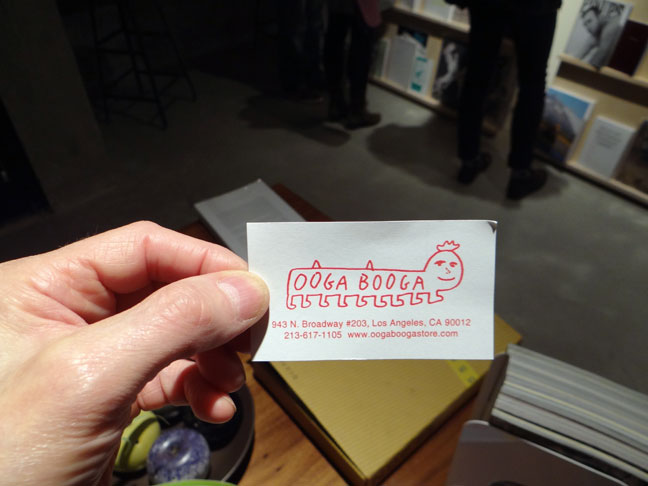 OOGA BOOGA
943 N. Broadway #203, Los Angeles, CA 90012
213-617-1105 www.oogaboogastore.com